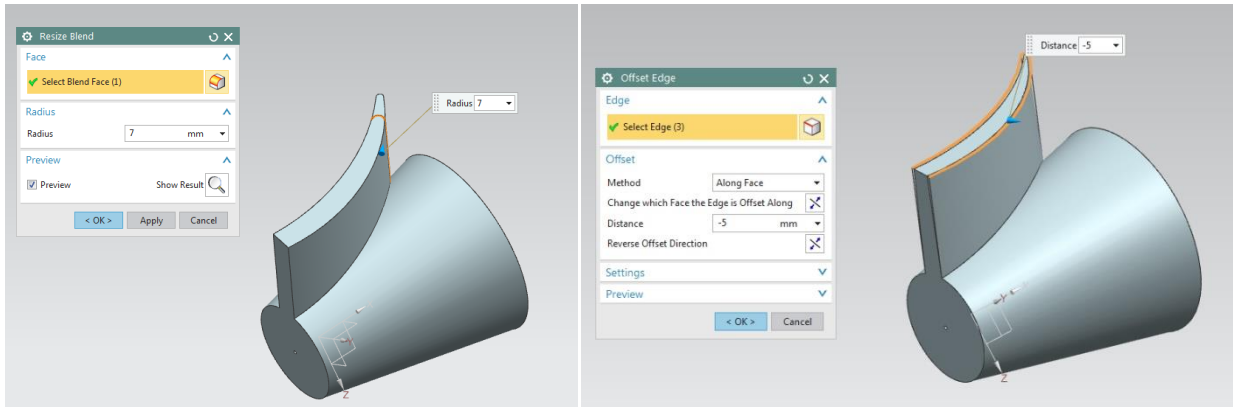 Resize Blend
Face
Select Blend Face (1)
Radius
Radius 7 mm
Preview
Preview Show Result
< OK > Apply Cancel
Radius 7
Z
Offset Edge
Edge
Select Edge (3)
Offset
Method Along Face
Change which Face the Edge is Offset Along
Distance -5 mm
Reverse Offset Direction
Settings
Preview
< OK > Cancel
Distance -5
Z